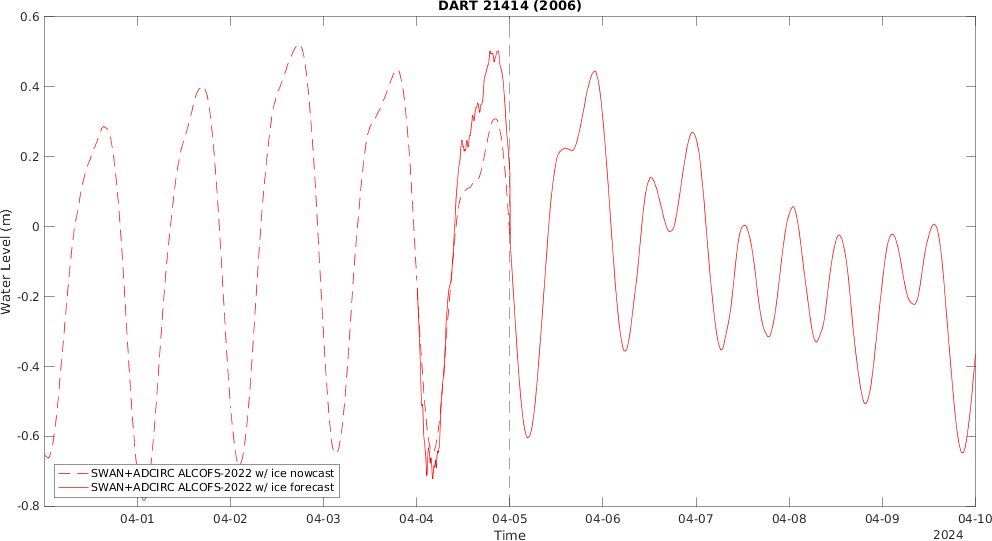 DART 21414 (2006)
0.6
0.4
0.2
0
-0.2
-0.4
-0.6
-0.8
Water Level (m)
SWAN+ADCIRC ALCOFS-2022 w/ ice nowcast
SWAN+ADCIRC ALCOFS-2022 w/ ice forecast
04-01 04-02 04-03 04-04 04-05 04-06 04-07 04-08 04-09 04-10
Time
2024